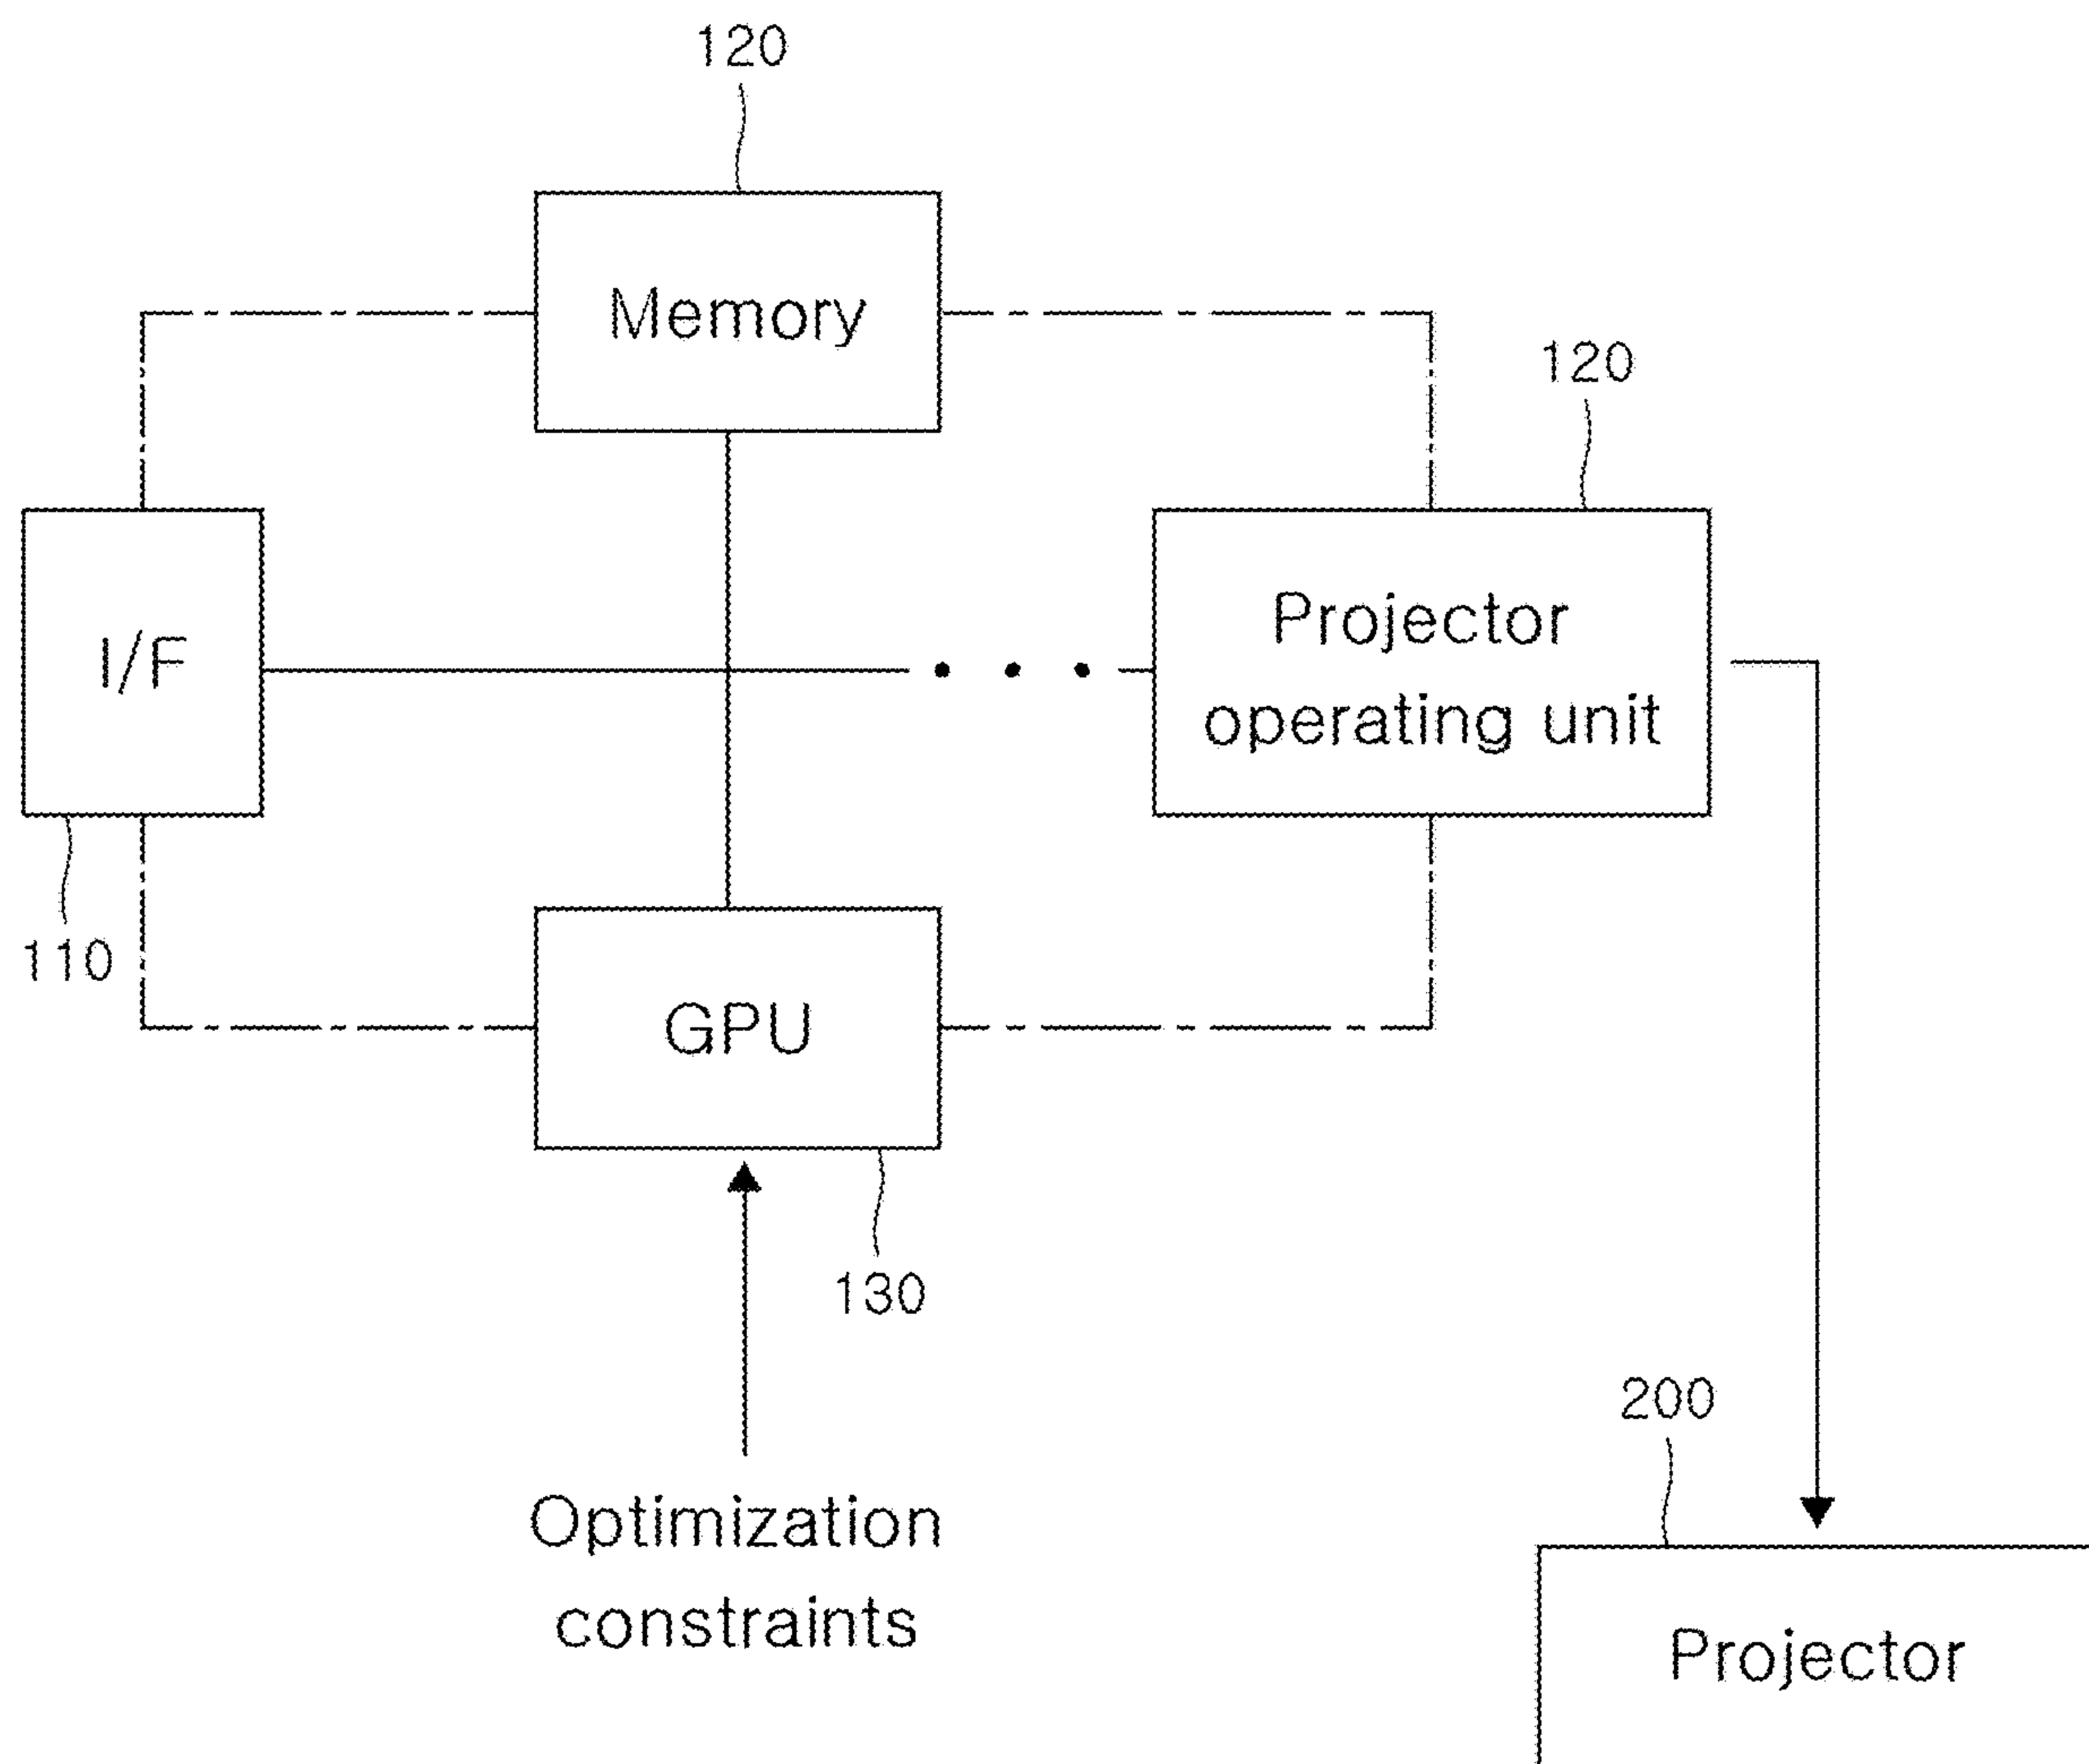 120
Memory
120
I/F
Projector
operating unit
110
GPU
130
200
Optimization
constraints
Projector